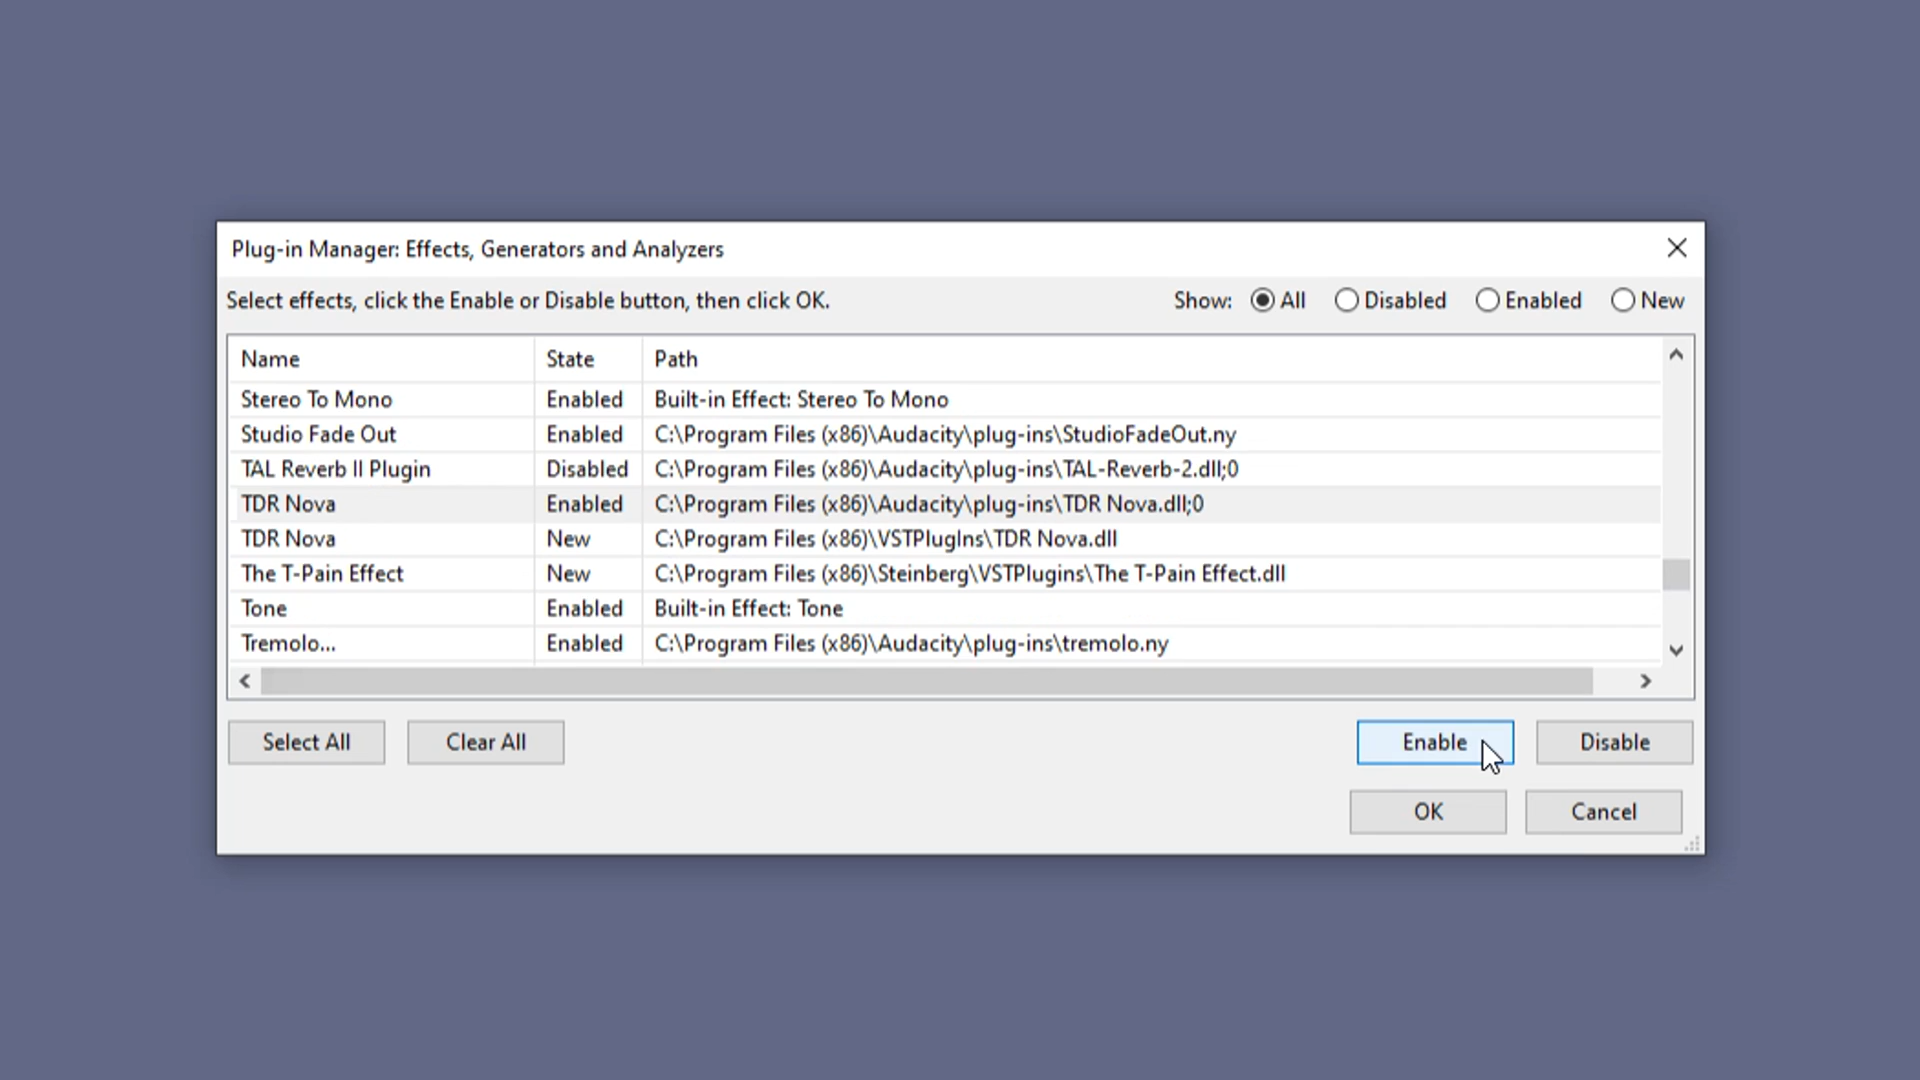 Plug-in Manager: Effects, Generators and Analyzers
Select effects, click the Enable or Disable button, then click OK. Show: All Disabled Enabled New
Name State Path
Stereo To Mono Enabled Built-in Effect: Stereo To Mono
Studio Fade Out Enabled C:\Program Files (x86)\Audacity\plug-ins\StudioFadeOut.ny
TAL Reverb II Plugin Disabled C:\Program Files (x86)\Audacity\plug-ins\TAL-Reverb-2.dll;0
TDR Nova Enabled C:\Program Files (x86)\Audacity\plug-ins\TDR Nova.dll;0
TDR Nova New C:\Program Files (x86)\VSTPlugIns\TDR Nova.dll
The T-Pain Effect New C:\Program Files (x86)\Steinberg\VSTPlugins\The T-Pain Effect.dll
Tone Enabled Built-in Effect: Tone
Tremolo... Enabled C:\Program Files (x86)\Audacity\plug-ins\tremolo.ny
Select All Clear All Enable Disable
OK Cancel